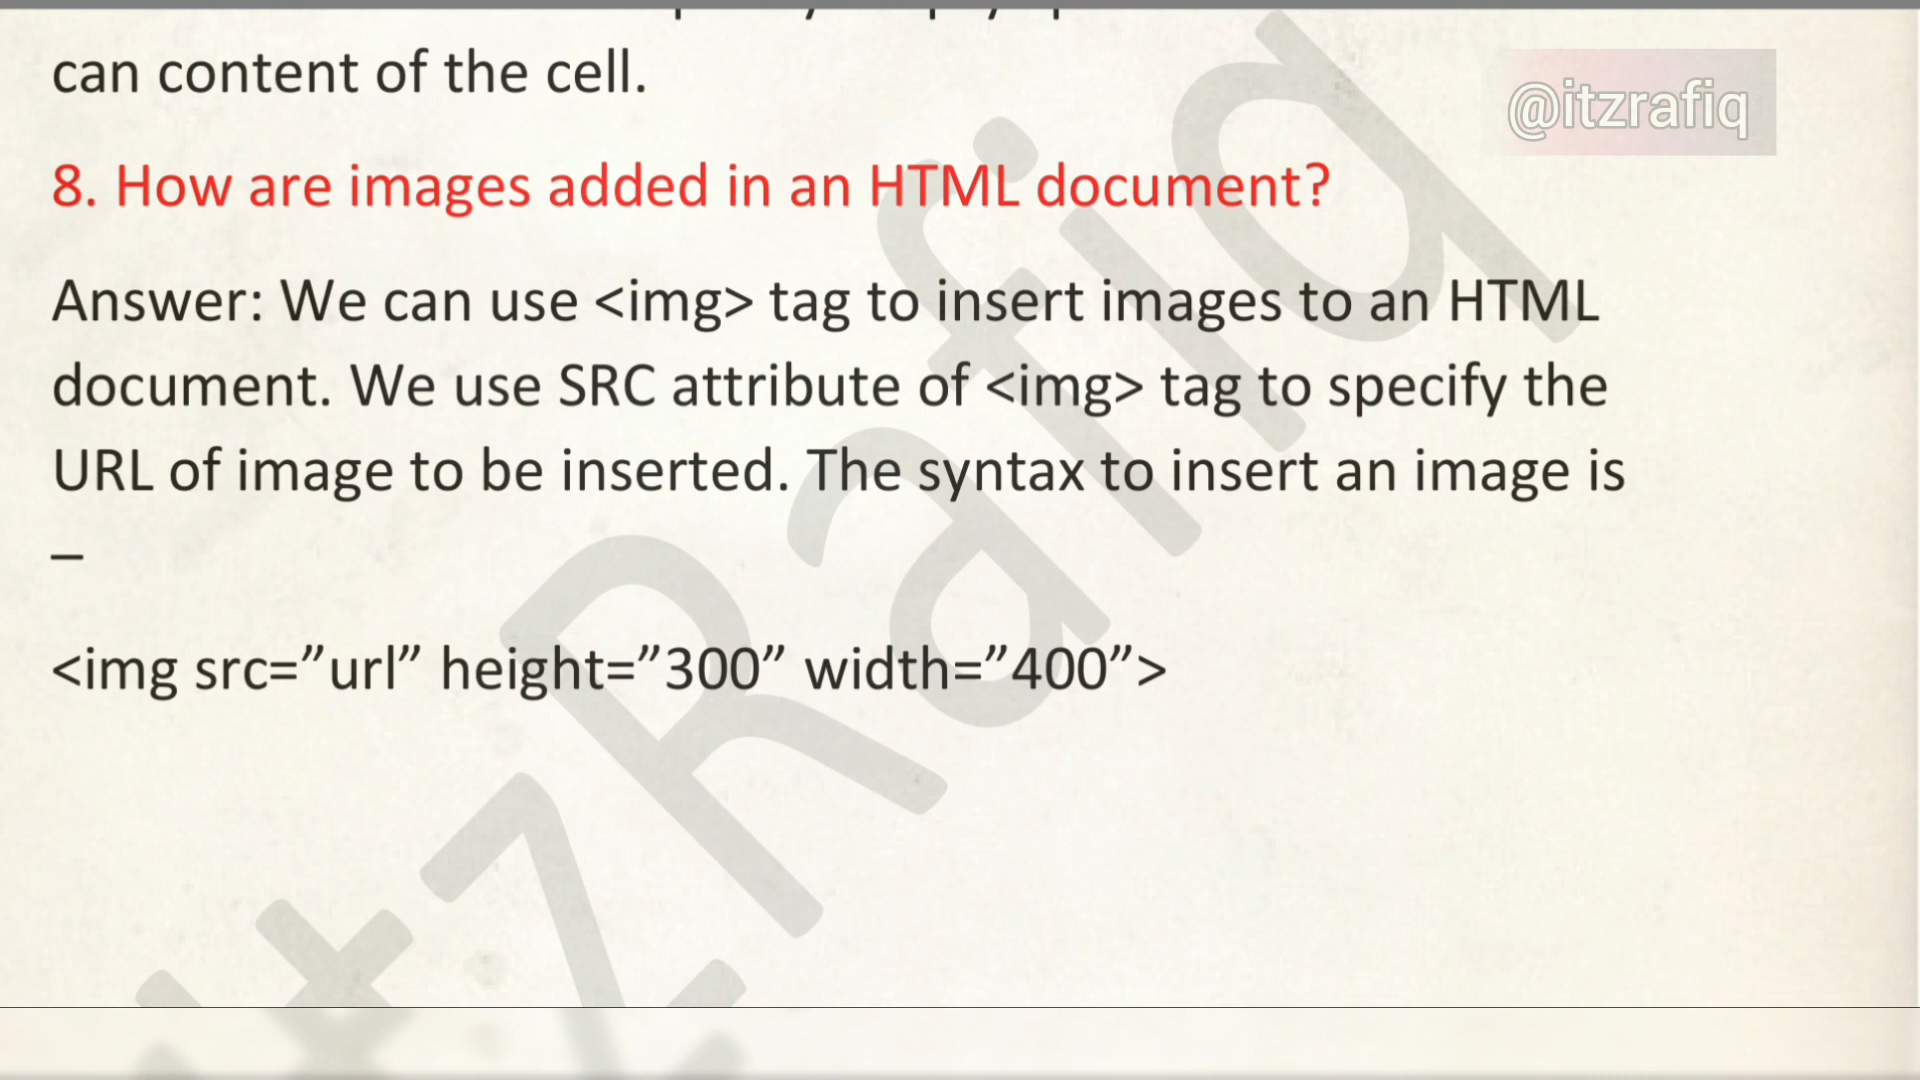 can content of the cell.
@itzrafiq
8. How are images added in an HTML document?
Answer: We can use <img> tag to insert images to an HTML
document. We use SRC attribute of <img> tag to specify the
URL of image to be inserted. The syntax to insert an image is
–
<img src=”url” height=”300” width=”400”>
itzRafiq